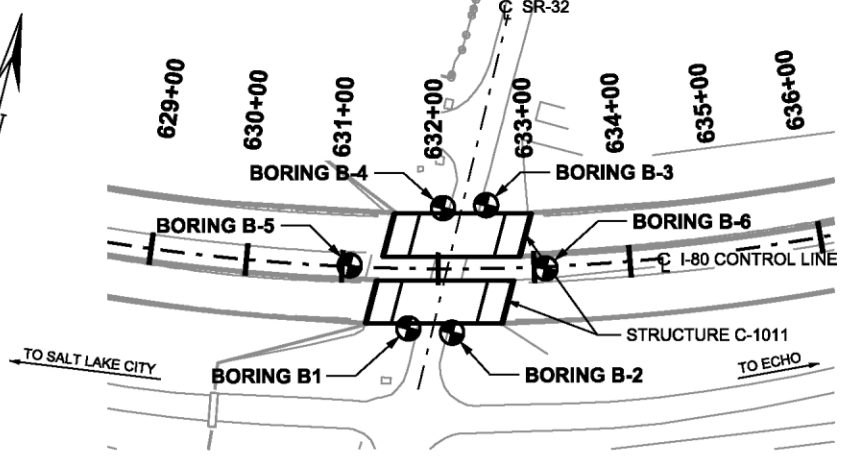 ℄ SR-32
629+00
630+00
631+00
632+00
633+00
634+00
635+00
636+00
BORING B-4
BORING B-3
BORING B-5
BORING B-6
℄ I-80 CONTROL LINE
STRUCTURE C-1011
TO SALT LAKE CITY
TO ECHO
BORING B1
BORING B-2